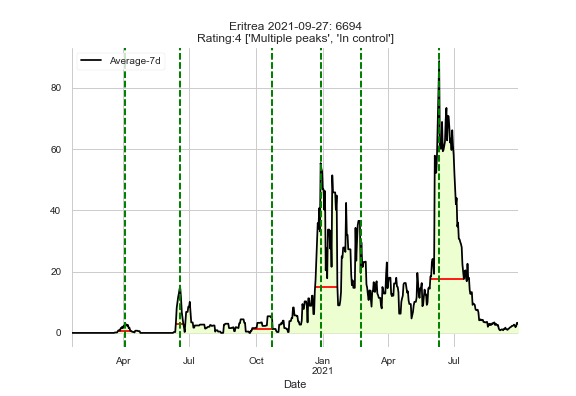 Eritrea 2021-09-27: 6694
Rating:4 ['Multiple peaks', 'In control']
Average-7d
80
60
40
20
0
Apr Jul Oct Jan Apr Jul
2021
Date